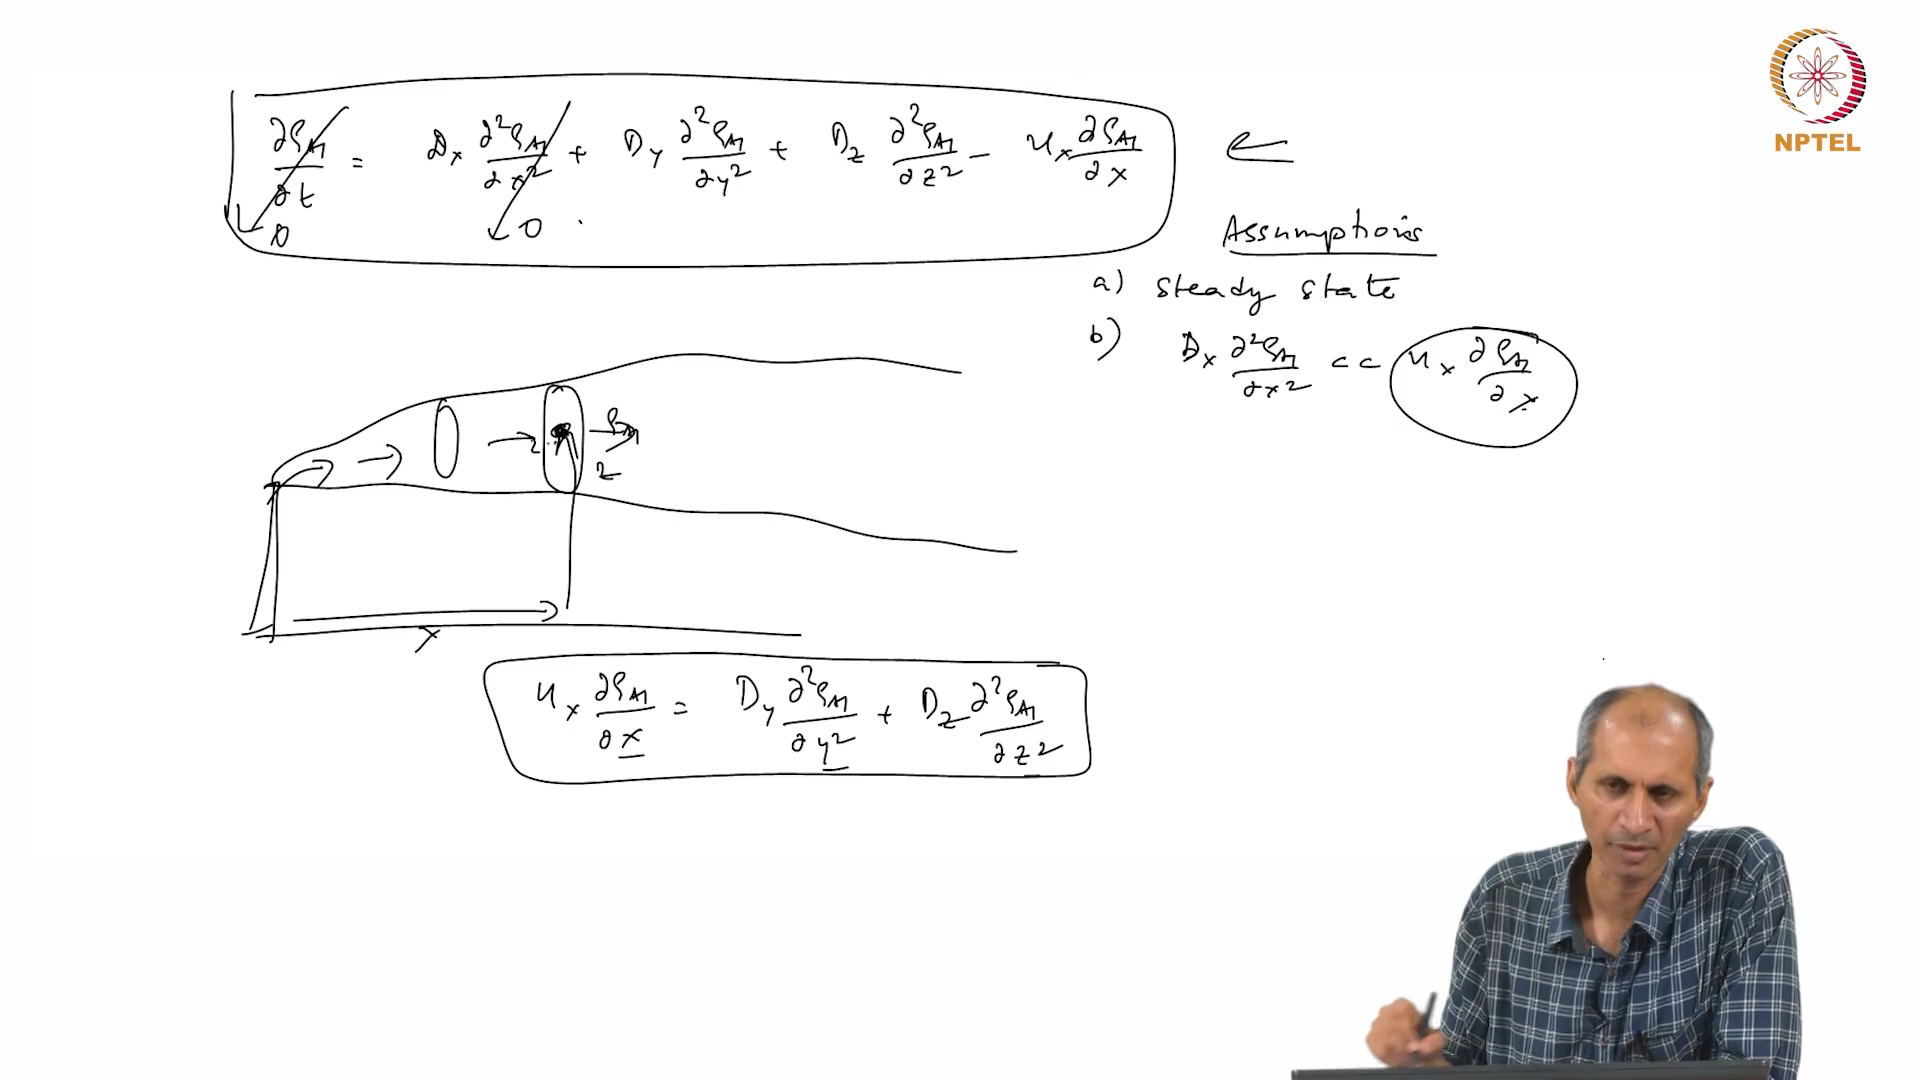 ∂ρA1/∂t = Dx ∂²ρA1/∂x² + Dy ∂²ρA1/∂y² + Dz ∂²ρA1/∂z² − ux ∂ρA1/∂x
0 0
NPTEL
Assumptions
a) Steady state
b) Dx ∂²ρA1/∂x² << ux ∂ρA1/∂x
ρA1
z
x
ux ∂ρA1/∂x = Dy ∂²ρA1/∂y² + Dz ∂²ρA1/∂z²